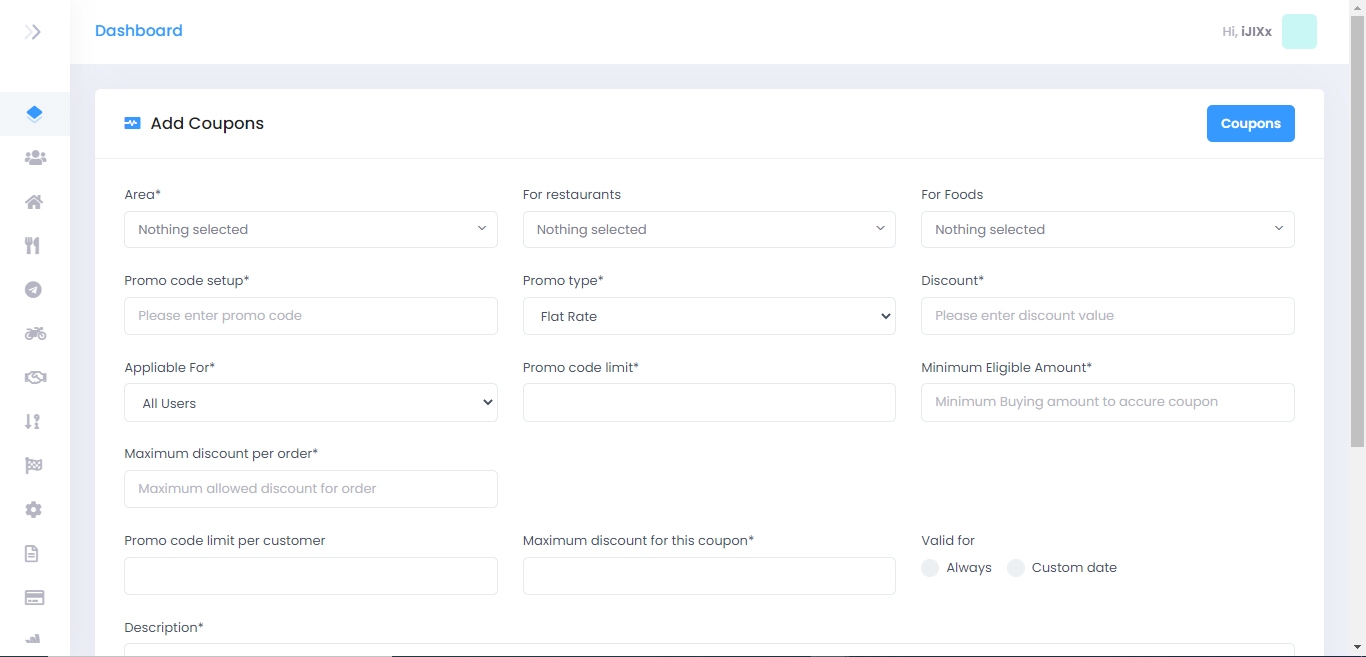 Dashboard
Hi, iJIXx
Add Coupons
Coupons
Area*
For restaurants
For Foods
Nothing selected
Nothing selected
Nothing selected
Promo code setup*
Promo type*
Discount*
Please enter promo code
Flat Rate
Please enter discount value
Appliable For*
Promo code limit*
Minimum Eligible Amount*
All Users
Minimum Buying amount to accure coupon
Maximum discount per order*
Maximum allowed discount for order
Promo code limit per customer
Maximum discount for this coupon*
Valid for
Always
Custom date
Description*